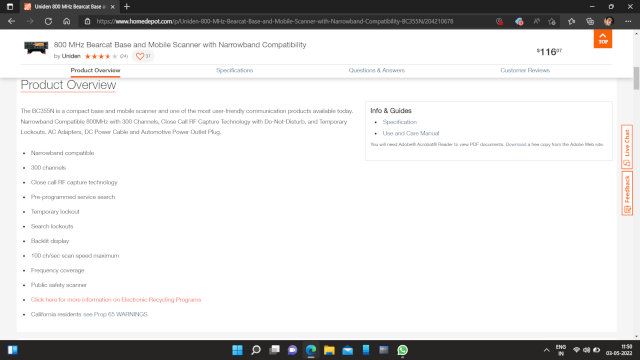 Uniden 800-MHz Bearcat Base a
https://www.homedepot.com/p/Uniden-800-MHz-Bearcat-Base-and-Mobile-Scanner-with-Narrowband-Compatibility-BC355N/204210678
800 MHz Bearcat Base and Mobile Scanner with Narrowband Compatibility
by Uniden
37
$116
TOP
Product Overview
Specifications
Questions & Answers
Customer Reviews
Product Overview
The BC355N is a compact base and mobile scanner and one of the most user-friendly communication products available today.
Narrowband Compatible 800MHz with 300 Channels, Close Call RF Capture Technology with Do-Not-Disturb, and Temporary
Lockouts, AC Adapters, DC Power Cable and Automotive Power Outlet Plug.
Narrowband compatible
300 channels
Close call RF capture technology
Pre-programmed service search
Temporary lockout
Search lockouts
Backlit display
100 ch/sec scan speed maximum
Frequency coverage
Public safety scanner
Click here for more information on Electronic Recycling Programs
California residents see Prop 65 WARNINGS
Info & Guides
Specification
Use and Care Manual
You will need Adobe® Acrobat® Reader to view PDF documents. Download a free copy from the Adobe Web site.
Live Chat
Feedback
ENG
IN
11:50
03-05-2022